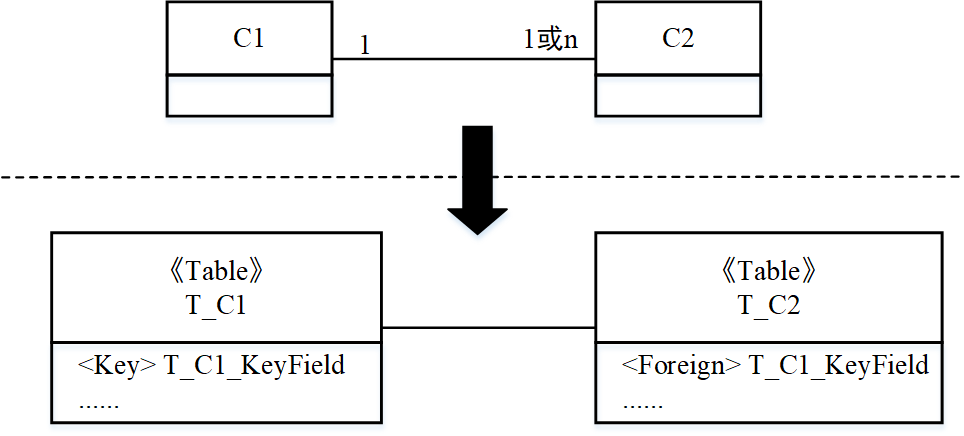 C1
1
1或n
C2
《Table》
T_C1
<Key> T_C1_KeyField
......
《Table》
T_C2
<Foreign> T_C1_KeyField
......